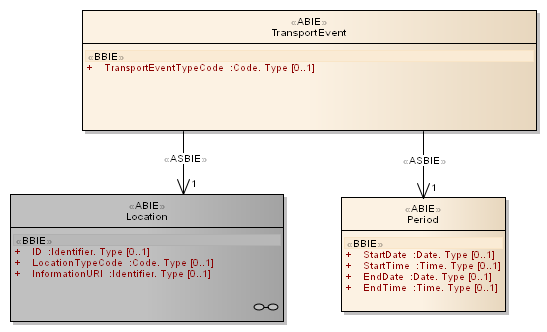 «ABIE»
TransportEvent
«BBIE»
+ TransportEventTypeCode :Code. Type [0..1]
«ASBIE»
«ASBIE»
1
1
«ABIE»
Location
«BBIE»
+ ID :Identifier. Type [0..1]
+ LocationTypeCode :Code. Type [0..1]
+ InformationURI :Identifier. Type [0..1]
«ABIE»
Period
«BBIE»
+ StartDate :Date. Type [0..1]
+ StartTime :Time. Type [0..1]
+ EndDate :Date. Type [0..1]
+ EndTime :Time. Type [0..1]